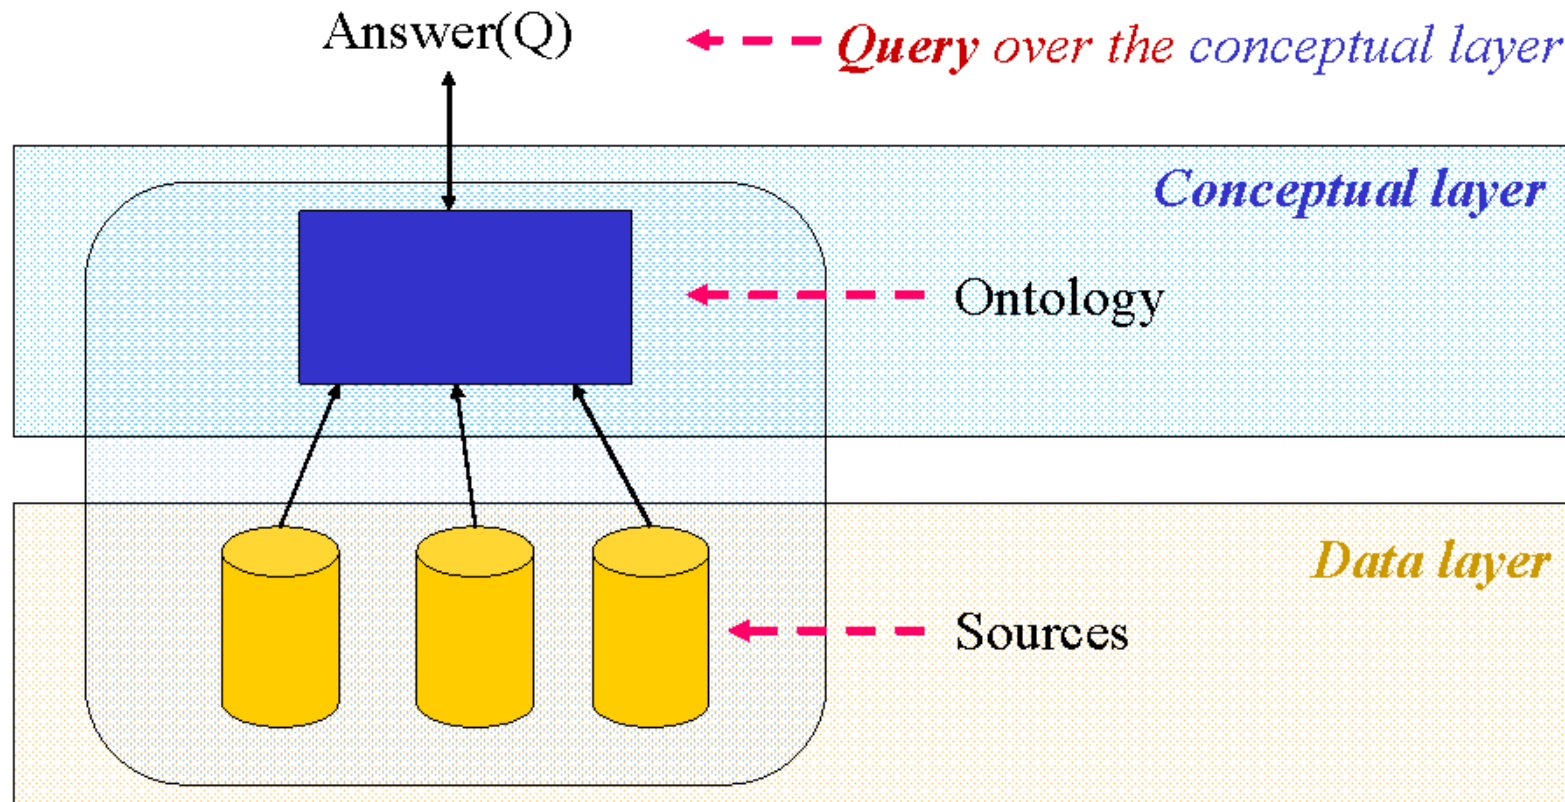 Answer(Q)
Query over the conceptual layer
Conceptual layer
Ontology
Data layer
Sources